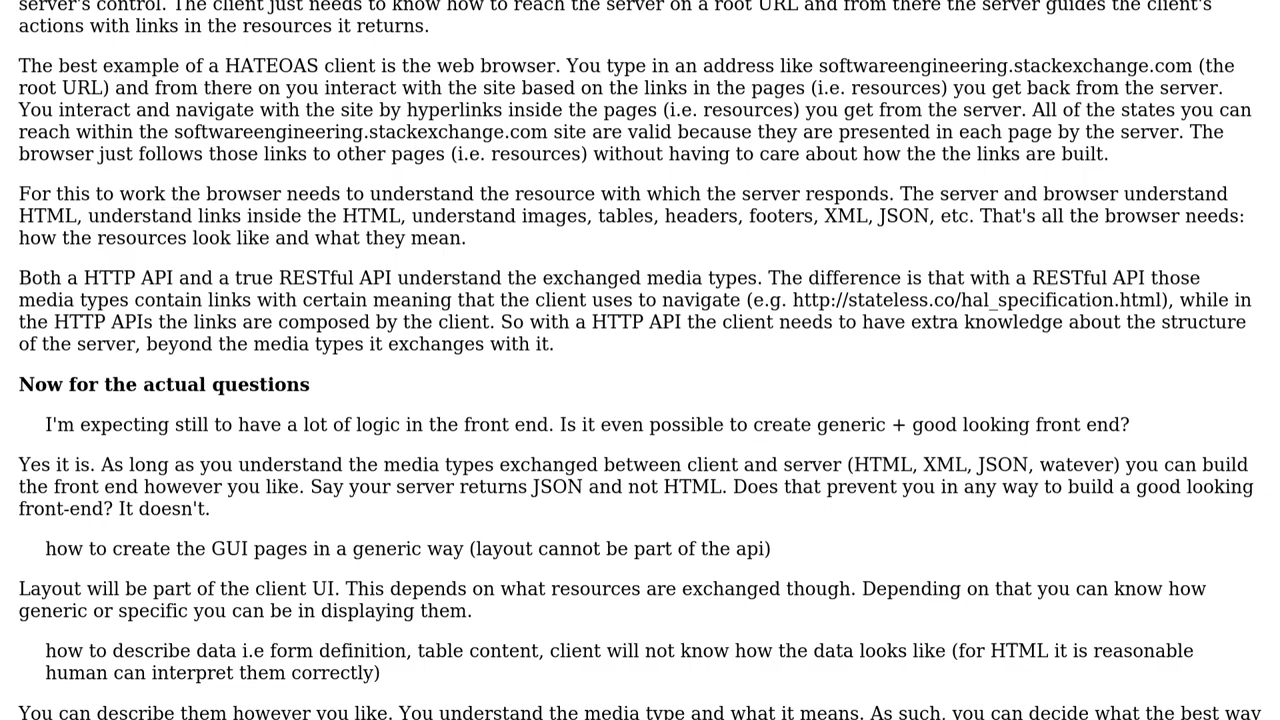 server's control. The client just needs to know how to reach the server on a root URL and from there the server guides the client's
actions with links in the resources it returns.
The best example of a HATEOAS client is the web browser. You type in an address like softwareengineering.stackexchange.com (the
root URL) and from there on you interact with the site based on the links in the pages (i.e. resources) you get back from the server.
You interact and navigate with the site by hyperlinks inside the pages (i.e. resources) you get from the server. All of the states you can
reach within the softwareengineering.stackexchange.com site are valid because they are presented in each page by the server. The
browser just follows those links to other pages (i.e. resources) without having to care about how the the links are built.
For this to work the browser needs to understand the resource with which the server responds. The server and browser understand
HTML, understand links inside the HTML, understand images, tables, headers, footers, XML, JSON, etc. That's all the browser needs:
how the resources look like and what they mean.
Both a HTTP API and a true RESTful API understand the exchanged media types. The difference is that with a RESTful API those
media types contain links with certain meaning that the client uses to navigate (e.g. http://stateless.co/hal_specification.html), while in
the HTTP APIs the links are composed by the client. So with a HTTP API the client needs to have extra knowledge about the structure
of the server, beyond the media types it exchanges with it.
Now for the actual questions
I'm expecting still to have a lot of logic in the front end. Is it even possible to create generic + good looking front end?
Yes it is. As long as you understand the media types exchanged between client and server (HTML, XML, JSON, watever) you can build
the front end however you like. Say your server returns JSON and not HTML. Does that prevent you in any way to build a good looking
front-end? It doesn't.
how to create the GUI pages in a generic way (layout cannot be part of the api)
Layout will be part of the client UI. This depends on what resources are exchanged though. Depending on that you can know how
generic or specific you can be in displaying them.
how to describe data i.e form definition, table content, client will not know how the data looks like (for HTML it is reasonable
human can interpret them correctly)
You can describe them however you like. You understand the media type and what it means. As such, you can decide what the best way